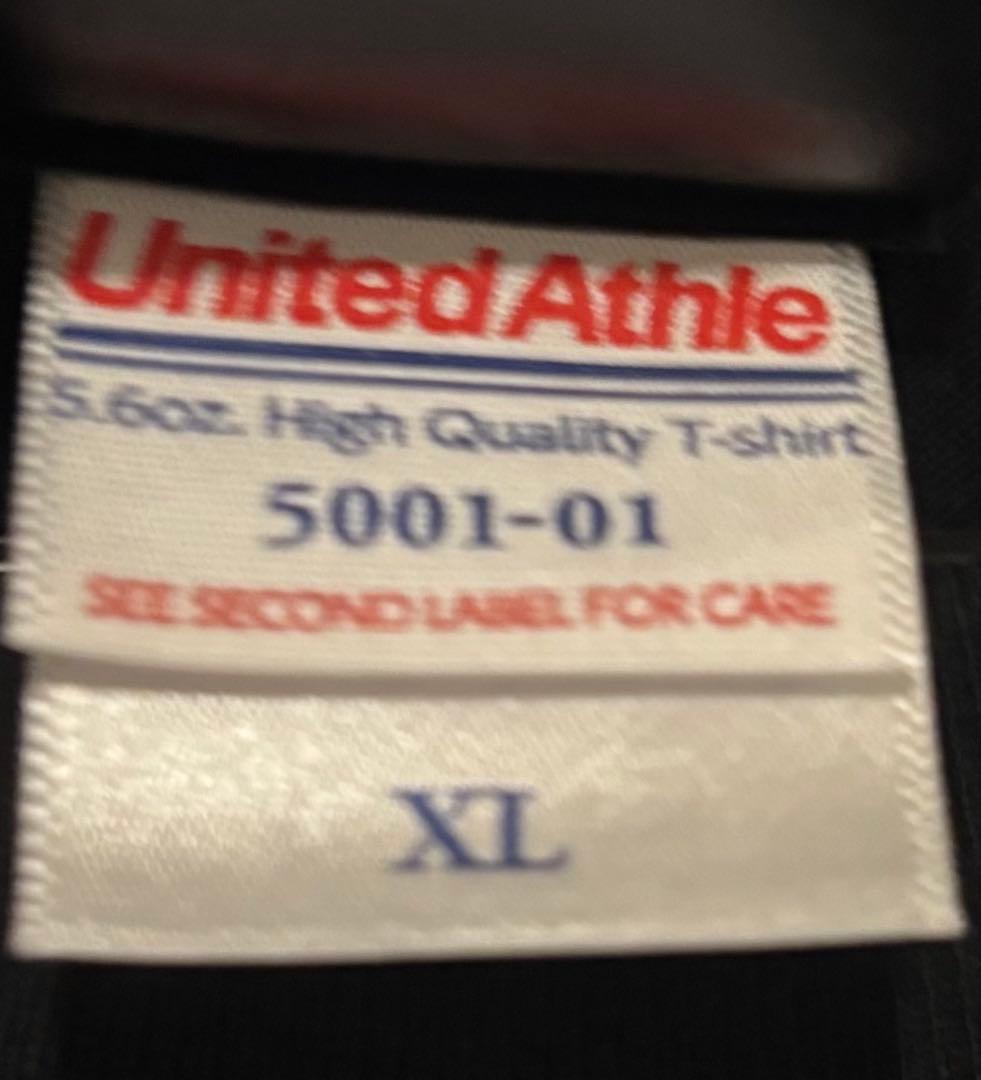 United Athle
5.6oz. High Quality T-shirt
5001-01
SEE SECOND LABEL FOR CARE
XL